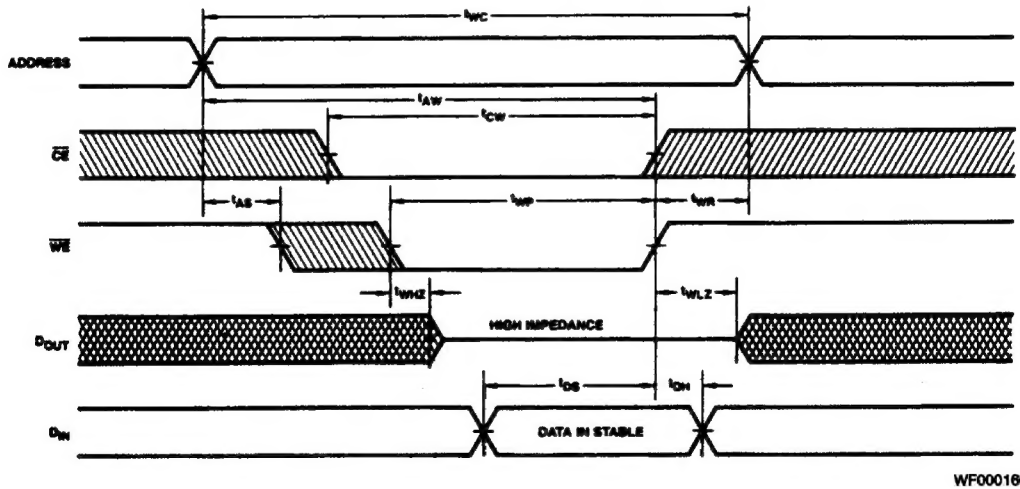 tWC
ADDRESS
tAW
tCW
CE
tAS
tWP
tWR
WE
tWHZ
tWLZ
HIGH IMPEDANCE
DOUT
tDS
tDH
DIN
DATA IN STABLE
WF00016